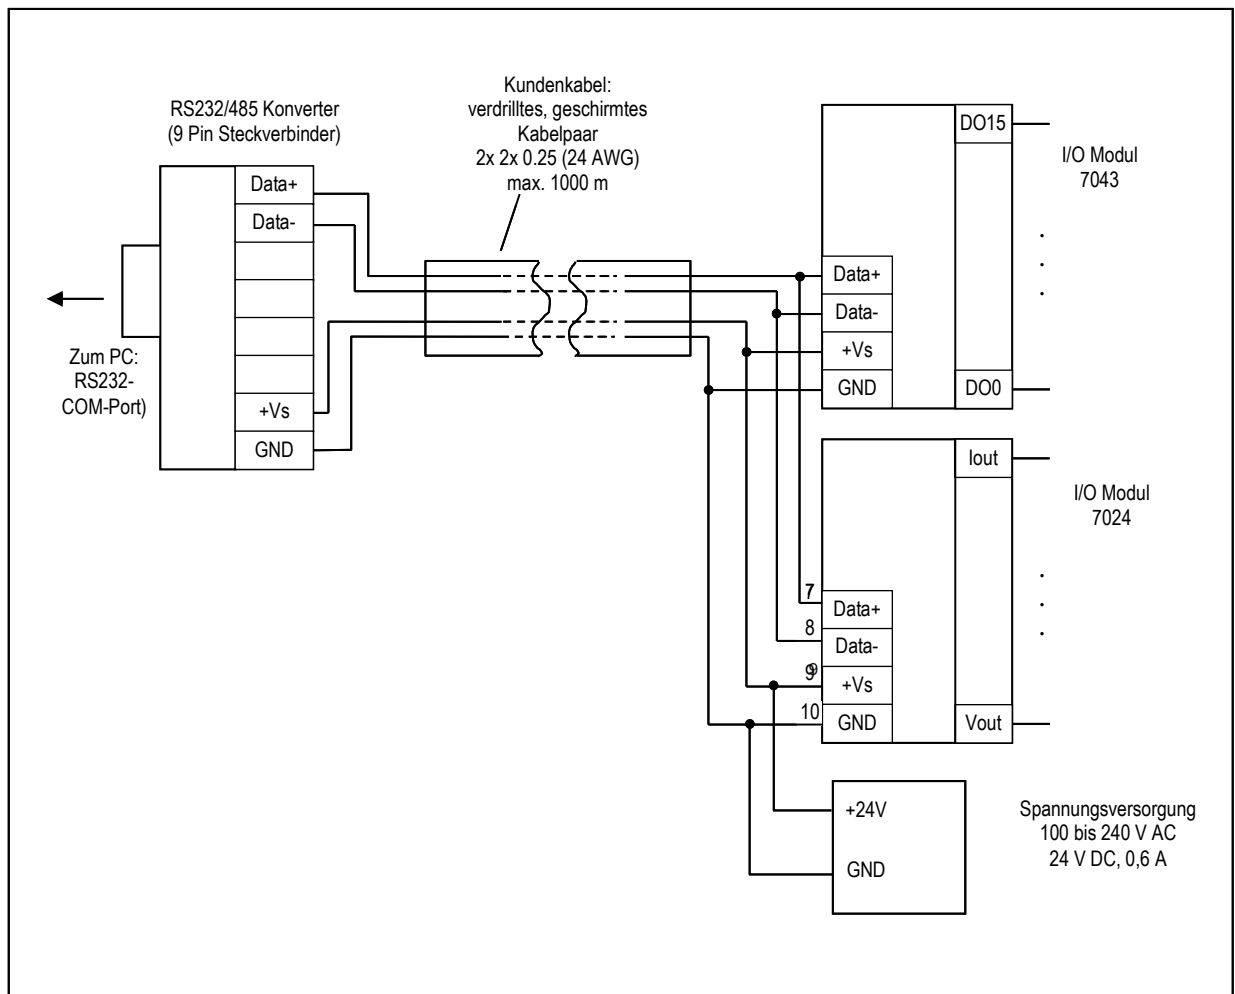 Kundenkabel:
verdrilltes, geschirmtes
Kabelpaar
2x 2x 0.25 (24 AWG)
max. 1000 m
RS232/485 Konverter
(9 Pin Steckverbinder)
Data+
Data-
+Vs
GND
Zum PC:
RS232-
COM-Port)
DO15
I/O Modul
7043
Data+
Data-
+Vs
GND
DO0
Iout
I/O Modul
7024
7
Data+
8
Data-
9
+Vs
10
GND
Vout
+24V
GND
Spannungsversorgung
100 bis 240 V AC
24 V DC, 0,6 A